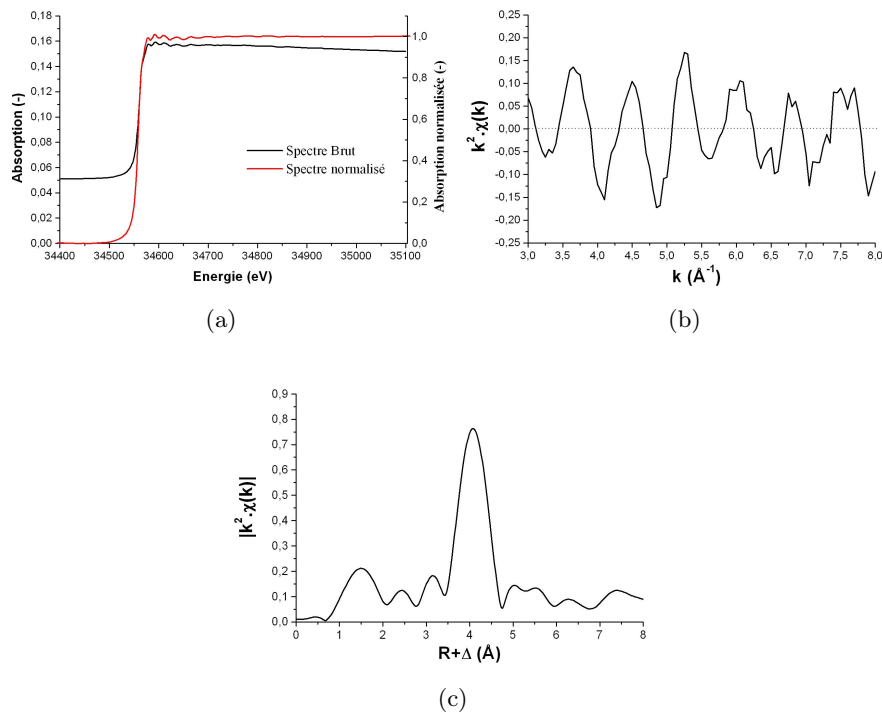 0,18
0,16
0,14
0,12
0,10
0,08
0,06
0,04
0,02
0,00
Absorption (-)
34400 34500 34600 34700 34800 34900 35000 35100
Energie (eV)
1,0
0,8
0,6
0,4
0,2
0,0
Absorption normalisée (-)
Spectre Brut
Spectre normalisé
(a)
0,25
0,20
0,15
0,10
0,05
0,00
-0,05
-0,10
-0,15
-0,20
-0,25
k².χ(k)
3,0 3,5 4,0 4,5 5,0 5,5 6,0 6,5 7,0 7,5 8,0
k (Å⁻¹)
(b)
0,9
0,8
0,7
0,6
0,5
0,4
0,3
0,2
0,1
0,0
|k².χ(k)|
0 1 2 3 4 5 6 7 8
R+Δ (Å)
(c)